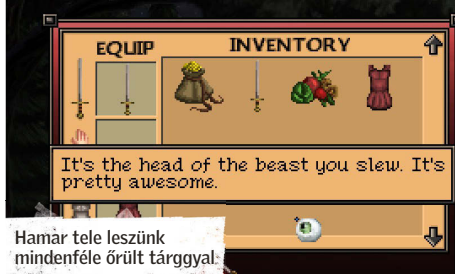 EQUIP
INVENTORY
It's the head of the beast you slew. It's
pretty awesome.
Hamar tele leszünk
mindenféle őrült tárggyal